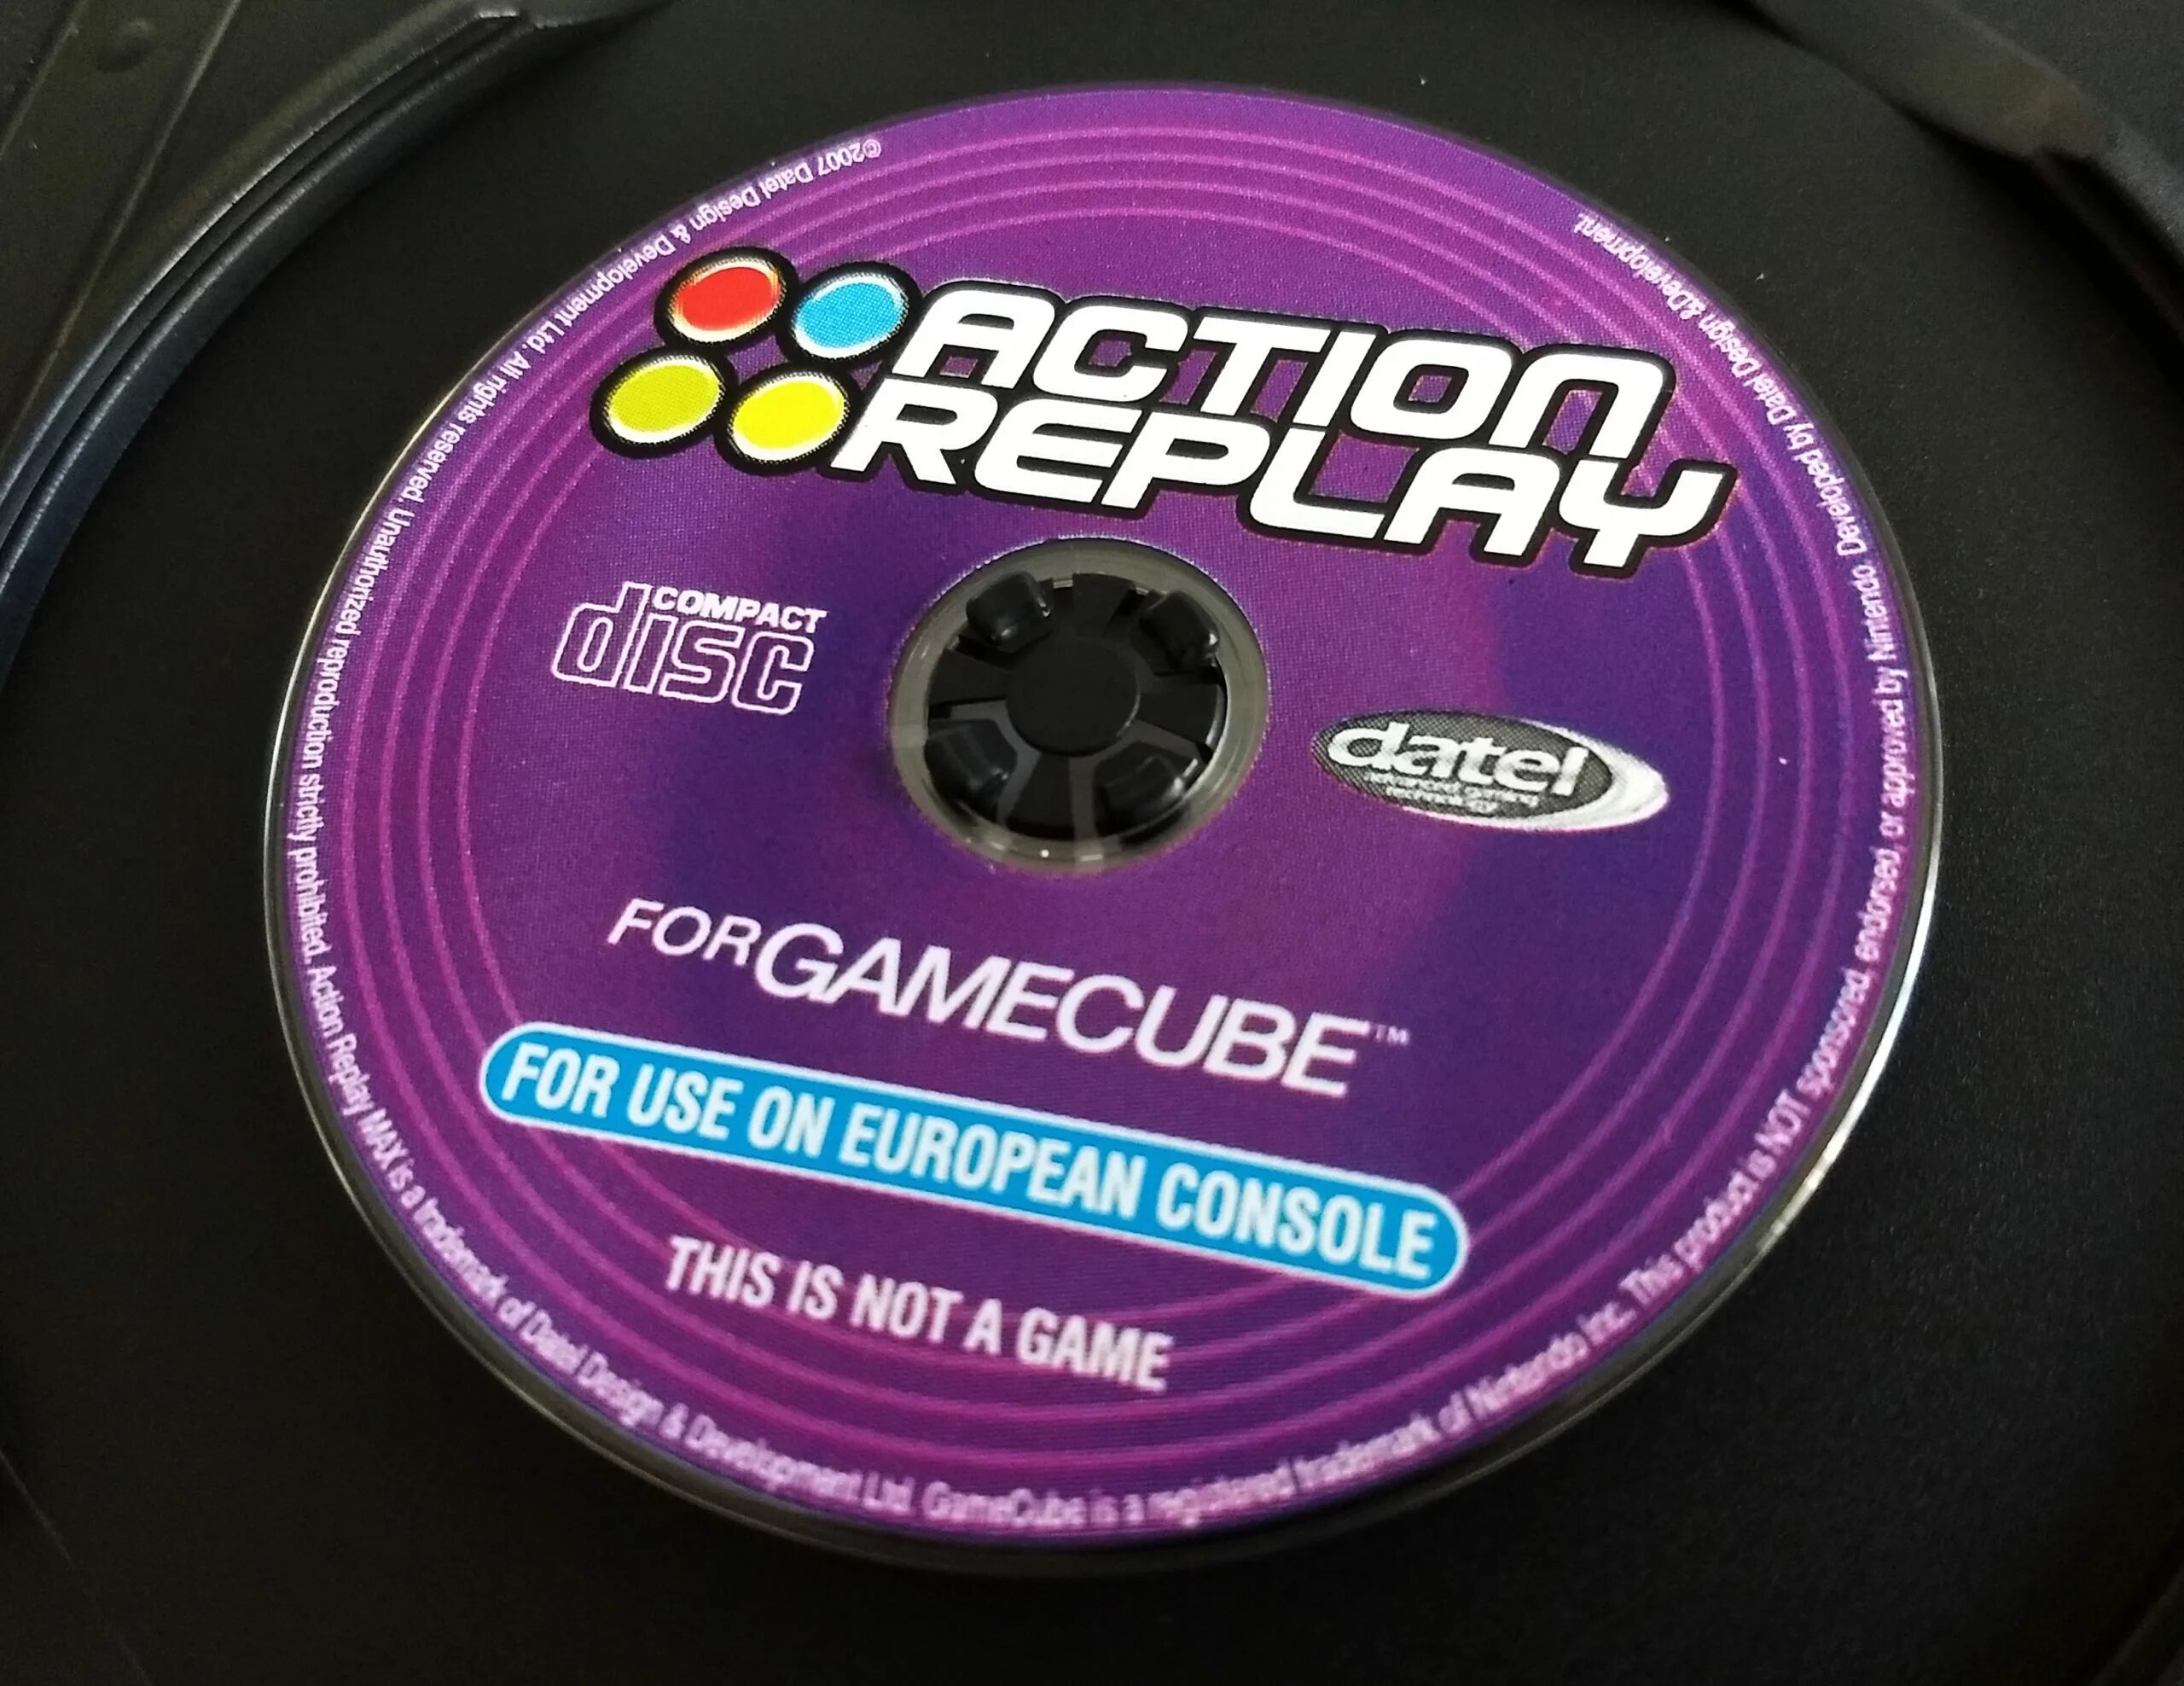 ACTION
REPLAY
COMPACT
disc
datel
advanced gaming
technology
FOR GAMECUBE™
FOR USE ON EUROPEAN CONSOLE
THIS IS NOT A GAME
©2007 Datel Design & Development Ltd. All rights reserved. Unauthorized reproduction strictly prohibited. Action Replay MAX is a trademark of Datel Design & Development Ltd. GameCube is a registered trademark of Nintendo Inc. This product is NOT sponsored, endorsed, or approved by Nintendo. Developed by Datel Design &Development.